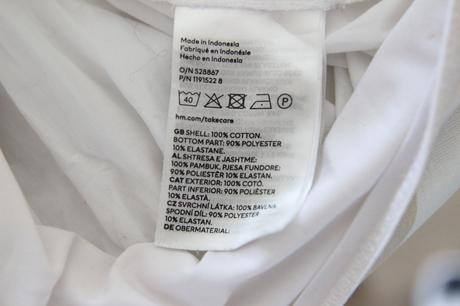 Made in Indonesia
Fabriqué en Indonésie
Hecho en Indonesia
O/N 528867
P/N 1191522 8
40 P
hm.com/takecare
GB SHELL: 100% COTTON.
BOTTOM PART: 90% POLYESTER
10% ELASTANE.
AL SHTRESA E JASHTME:
100% PAMBUK, PJESA FUNDORE:
90% POLIESTËR 10% ELASTAN.
CAT EXTERIOR: 100% COTÓ.
PART INFERIOR: 90% POLIÈSTER
10% ELASTÀ.
CZ SVRCHNÍ LÁTKA: 100% BAVLNA.
SPODNÍ DÍL: 90% POLYESTER
10% ELASTAN.
DE OBERMATERIAL: